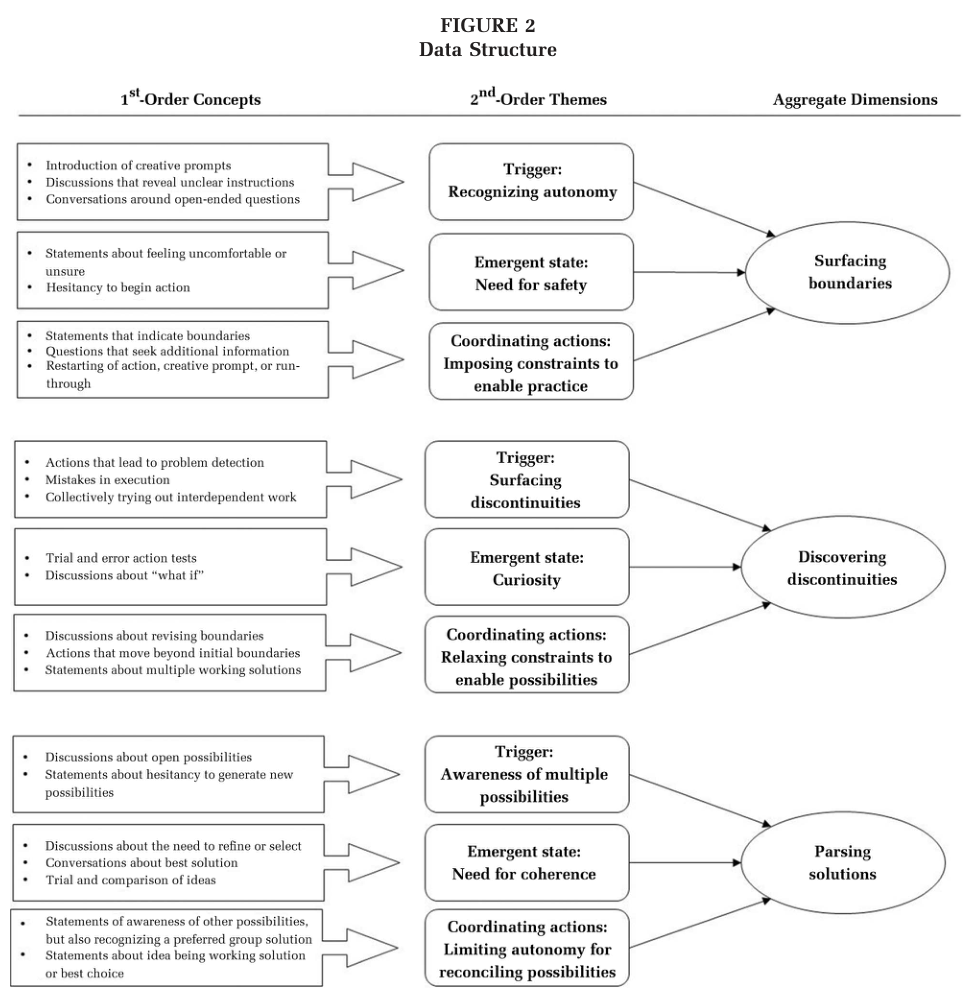 FIGURE 2
Data Structure
1st-Order Concepts
2nd-Order Themes
Aggregate Dimensions
• Introduction of creative prompts
• Discussions that reveal unclear instructions
• Conversations around open-ended questions
Trigger:
Recognizing autonomy
• Statements about feeling uncomfortable or
unsure
• Hesitancy to begin action
Emergent state:
Need for safety
Surfacing
boundaries
• Statements that indicate boundaries
• Questions that seek additional information
• Restarting of action, creative prompt, or run-
through
Coordinating actions:
Imposing constraints to
enable practice
• Actions that lead to problem detection
• Mistakes in execution
• Collectively trying out interdependent work
Trigger:
Surfacing
discontinuities
• Trial and error action tests
• Discussions about “what if”
Emergent state:
Curiosity
Discovering
discontinuities
• Discussions about revising boundaries
• Actions that move beyond initial boundaries
• Statements about multiple working solutions
Coordinating actions:
Relaxing constraints to
enable possibilities
• Discussions about open possibilities
• Statements about hesitancy to generate new
possibilities
Trigger:
Awareness of multiple
possibilities
• Discussions about the need to refine or select
• Conversations about best solution
• Trial and comparison of ideas
Emergent state:
Need for coherence
Parsing
solutions
• Statements of awareness of other possibilities,
but also recognizing a preferred group solution
• Statements about idea being working solution
or best choice
Coordinating actions:
Limiting autonomy for
reconciling possibilities